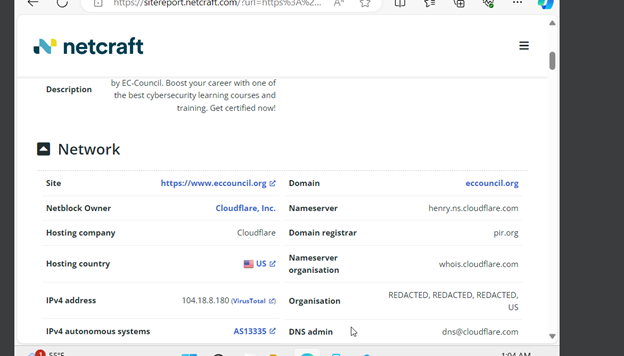 https://sitereport.netcraft.com/?url=https%3A%2...
netcraft
Description
by EC-Council. Boost your career with one of
the best cybersecurity learning courses and
training. Get certified now!
Network
Site https://www.eccouncil.org Domain eccouncil.org
Netblock Owner Cloudflare, Inc. Nameserver henry.ns.cloudflare.com
Hosting company Cloudflare Domain registrar pir.org
Hosting country US Nameserver organisation whois.cloudflare.com
IPv4 address 104.18.8.180 (VirusTotal) Organisation REDACTED, REDACTED, REDACTED, US
IPv4 autonomous systems AS13335 DNS admin dns@cloudflare.com
1 55°F 1:04 AM